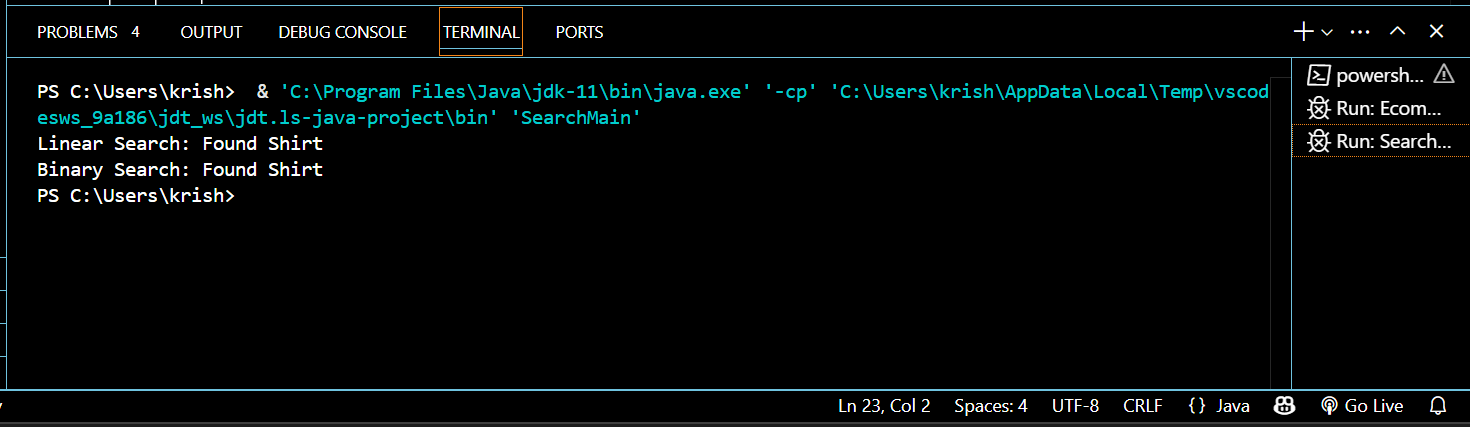 PROBLEMS 4 OUTPUT DEBUG CONSOLE TERMINAL PORTS
PS C:\Users\krish>  & 'C:\Program Files\Java\jdk-11\bin\java.exe' '-cp' 'C:\Users\krish\AppData\Local\Temp\vscod
esws_9a186\jdt_ws\jdt.ls-java-project\bin' 'SearchMain'
Linear Search: Found Shirt
Binary Search: Found Shirt
PS C:\Users\krish>
powersh...
Run: Ecom...
Run: Search...
Ln 23, Col 2 Spaces: 4 UTF-8 CRLF {} Java Go Live